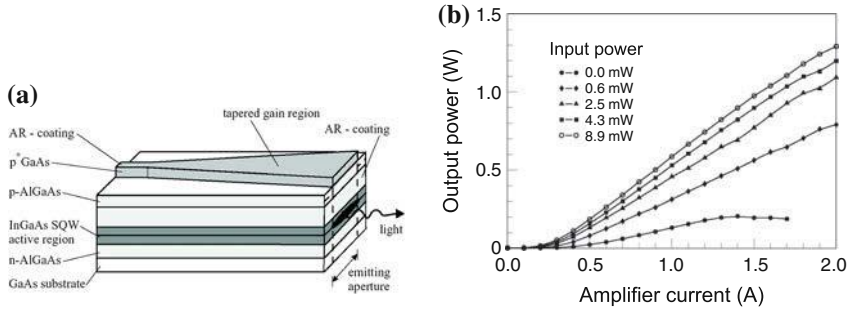 (a)
AR - coating
p⁺GaAs
p-AlGaAs
InGaAs SQW
active region
n-AlGaAs
GaAs substrate
tapered gain region
AR - coating
light
emitting
aperture
(b)
Output power (W)
1.5
1.0
0.5
0
Input power
0.0 mW
0.6 mW
2.5 mW
4.3 mW
8.9 mW
0.0 0.5 1.0 1.5 2.0
Amplifier current (A)